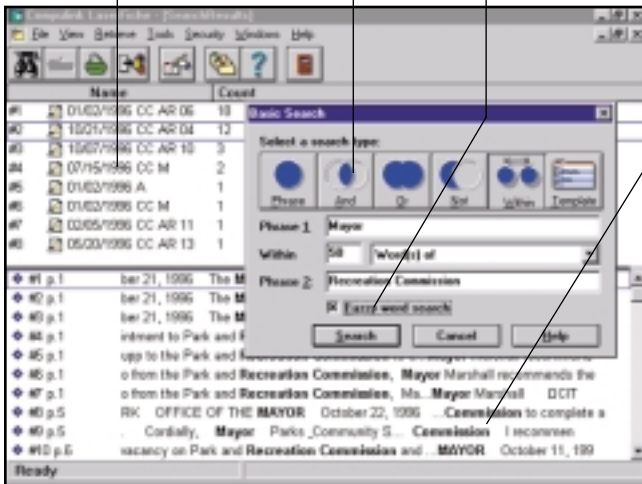 Compulink LaserFiche - [SearchResults]
File View Retrieve Tools Security Windows Help
Name Count
#1 01/02/1996 CC AR 06 10
#2 10/21/1996 CC AR 04 12
#3 10/07/1996 CC AR 10 3
#4 07/15/1996 CC M 2
#5 01/02/1996 A 1
#6 01/02/1996 CC M 1
#7 02/05/1996 CC AR 11 1
#8 05/20/1996 CC AR 13 1
Basic Search
Select a search type:
Phrase And Or Not Within Template
Phrase 1 Mayor
Within 50 Word(s) of
Phrase 2: Recreation Commission
Fuzzy word search
Search Cancel Help
#1 p.1 ber 21, 1996 The M
#2 p.1 ber 21, 1996 The M
#3 p.1 ber 21, 1996 The M
#4 p.1 intment to Park and R
#5 p.1 upp to the Park and
#6 p.1 o from the Park and Recreation Commission, Mayor Marshall recommends the
#7 p.1 o from the Park and Recreation Commission, Ma...Mayor Marshall CIT
#8 p.5 RK OFFICE OF THE MAYOR October 22, 1996 ...Commission to complete a
#9 p.5 . Cordially, Mayor Parks ,Community S... Commission I recommen
#10 p.6 vacancy on Park and Recreation Commission and ...MAYOR October 11, 199
Ready